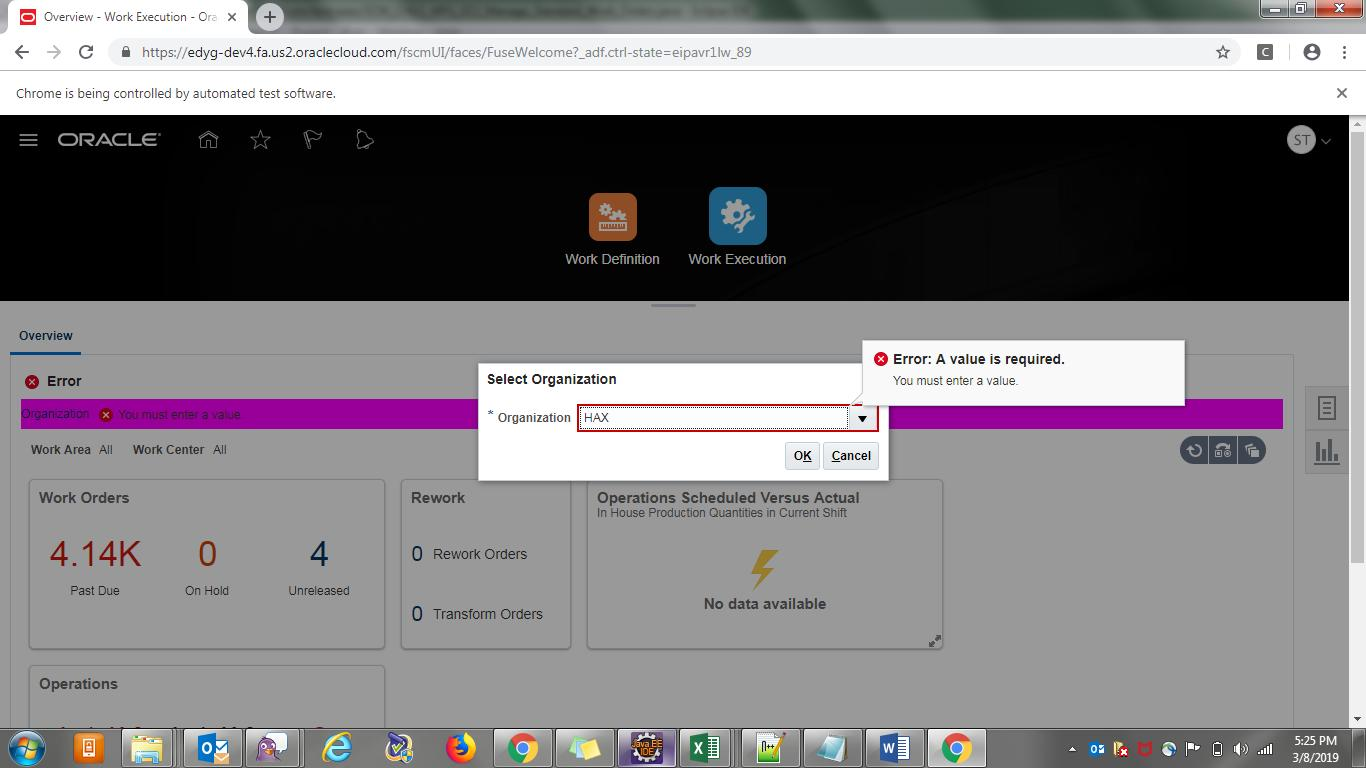 Overview - Work Execution - Ora
https://edyg-dev4.fa.us2.oraclecloud.com/fscmUI/faces/FuseWelcome?_adf.ctrl-state=eipavr1lw_89
C
Chrome is being controlled by automated test software.
ORACLE
ST
Work Definition
Work Execution
Overview
Error: A value is required.
You must enter a value.
Select Organization
Error
Organization
You must enter a value.
* Organization
HAX
Work Area All
Work Center All
OK
Cancel
Work Orders
Rework
Operations Scheduled Versus Actual
In House Production Quantities in Current Shift
4.14K
0
4
Past Due
On Hold
Unreleased
0 Rework Orders
0 Transform Orders
No data available
Operations
Java EE
IDE
5:25 PM
3/8/2019